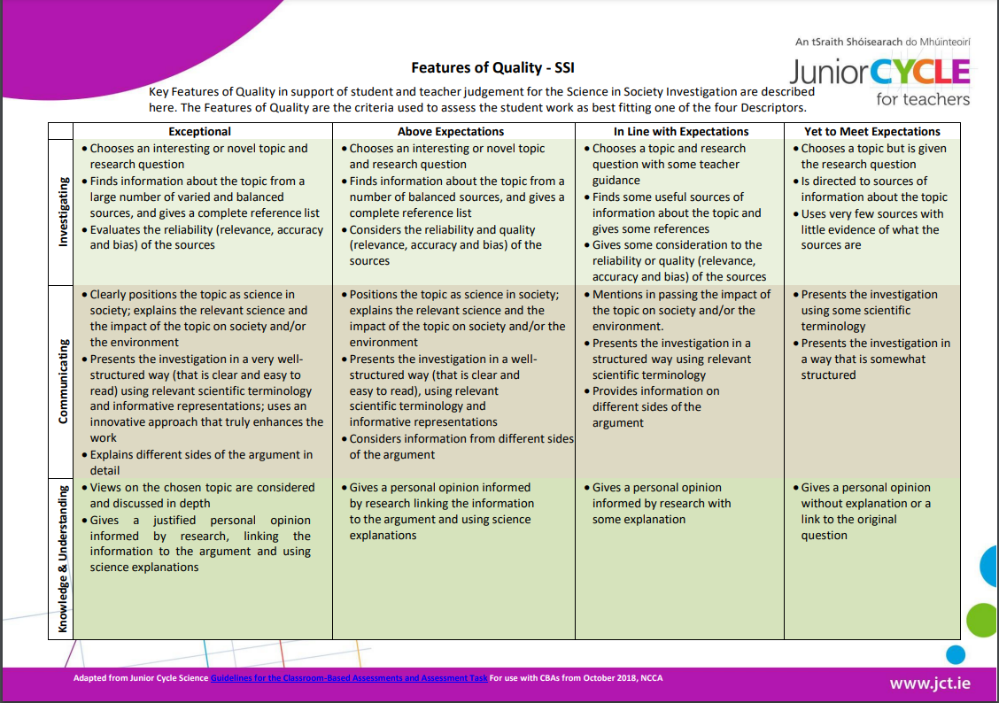 An tSraith Shóisearach do Mhúinteoirí
JuniorCYCLE
for teachers
Features of Quality - SSI
Key Features of Quality in support of student and teacher judgement for the Science in Society Investigation are described
here. The Features of Quality are the criteria used to assess the student work as best fitting one of the four Descriptors.
Exceptional
Above Expectations
In Line with Expectations
Yet to Meet Expectations
Investigating
• Chooses an interesting or novel topic and
research question
• Finds information about the topic from a
large number of varied and balanced
sources, and gives a complete reference list
• Evaluates the reliability (relevance, accuracy
and bias) of the sources
• Chooses an interesting or novel topic
and research question
• Finds information about the topic from a
number of balanced sources, and gives a
complete reference list
• Considers the reliability and quality
(relevance, accuracy and bias) of the
sources
• Chooses a topic and research
question with some teacher
guidance
• Finds some useful sources of
information about the topic and
gives some references
• Gives some consideration to the
reliability or quality (relevance,
accuracy and bias) of the sources
• Chooses a topic but is given
the research question
• Is directed to sources of
information about the topic
• Uses very few sources with
little evidence of what the
sources are
Communicating
• Clearly positions the topic as science in
society; explains the relevant science and
the impact of the topic on society and/or
the environment
• Presents the investigation in a very well-
structured way (that is clear and easy to
read) using relevant scientific terminology
and informative representations; uses an
innovative approach that truly enhances the
work
• Explains different sides of the argument in
detail
• Positions the topic as science in society;
explains the relevant science and the
impact of the topic on society and/or the
environment
• Presents the investigation in a well-
structured way (that is clear and
easy to read), using relevant
scientific terminology and
informative representations
• Considers information from different sides
of the argument
• Mentions in passing the impact of
the topic on society and/or the
environment.
• Presents the investigation in a
structured way using relevant
scientific terminology
• Provides information on
different sides of the
argument
• Presents the investigation
using some scientific
terminology
• Presents the investigation in
a way that is somewhat
structured
Knowledge & Understanding
• Views on the chosen topic are considered
and discussed in depth
• Gives a justified personal opinion
informed by research, linking the
information to the argument and using
science explanations
• Gives a personal opinion informed
by research linking the information
to the argument and using science
explanations
• Gives a personal opinion
informed by research with
some explanation
• Gives a personal opinion
without explanation or a
link to the original
question
Adapted from Junior Cycle Science Guidelines for the Classroom-Based Assessments and Assessment Task For use with CBAs from October 2018, NCCA
www.jct.ie